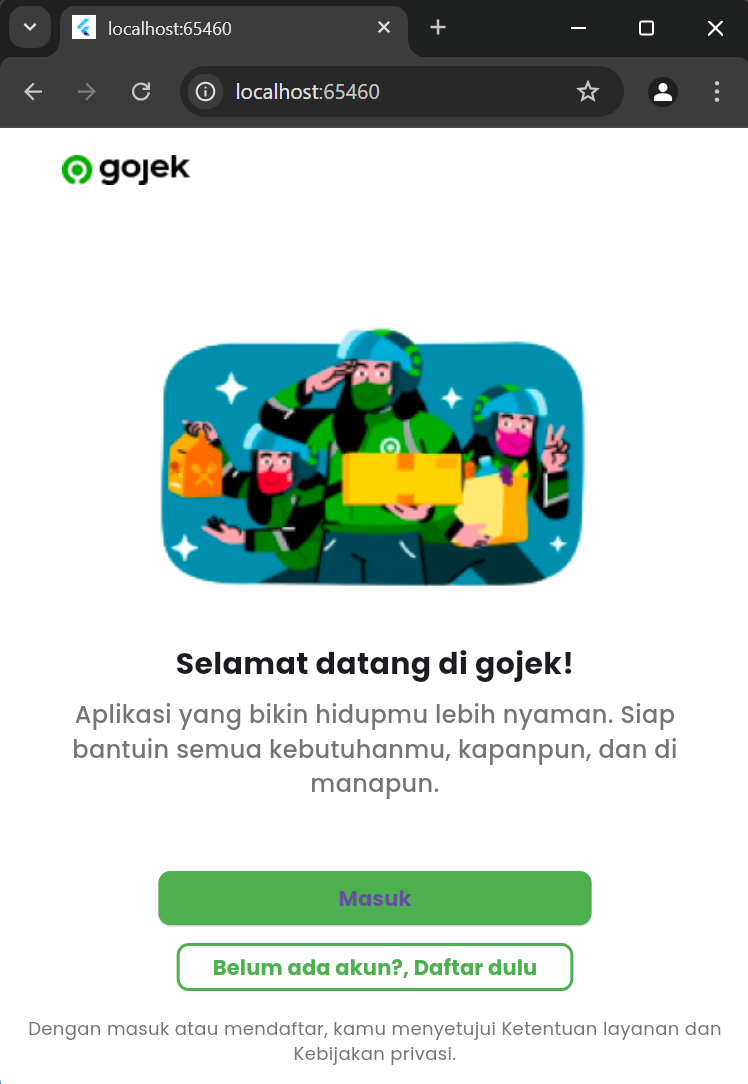 localhost:65460
localhost:65460
gojek
Selamat datang di gojek!
Aplikasi yang bikin hidupmu lebih nyaman. Siap
bantuin semua kebutuhanmu, kapanpun, dan di
manapun.
Masuk
Belum ada akun?, Daftar dulu
Dengan masuk atau mendaftar, kamu menyetujui Ketentuan layanan dan
Kebijakan privasi.